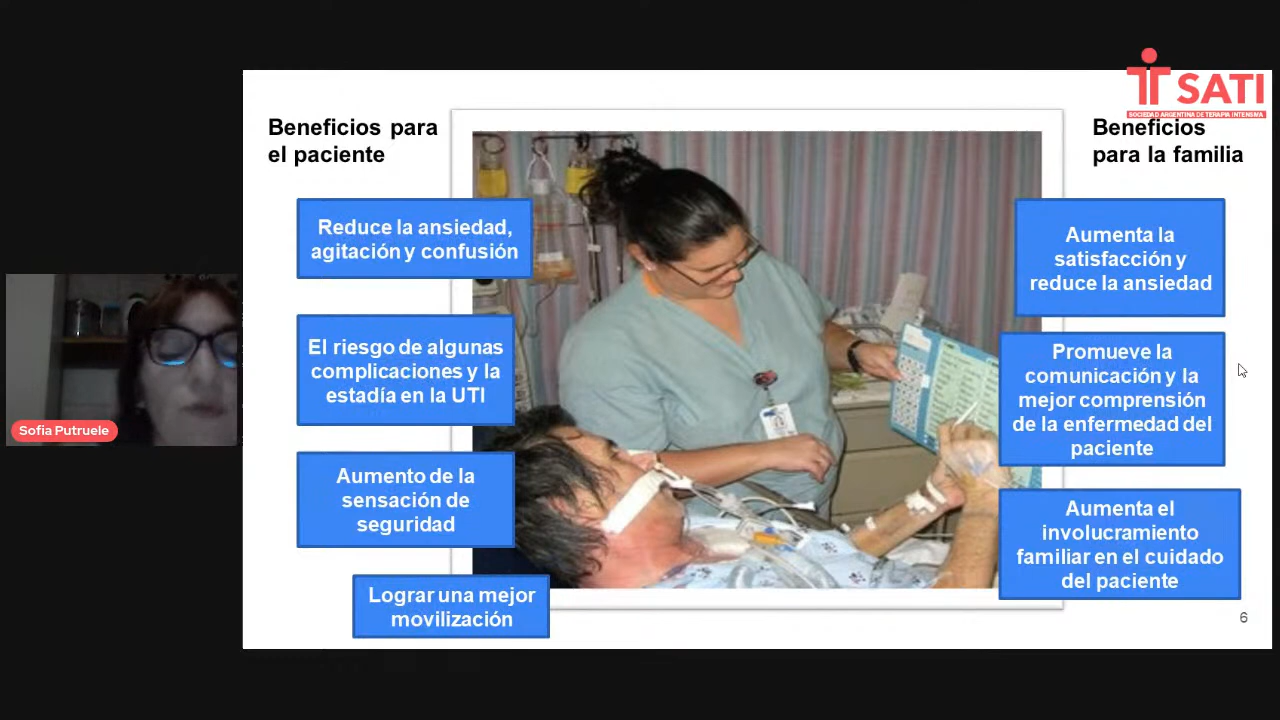 SATI
SOCIEDAD ARGENTINA DE TERAPIA INTENSIVA
Beneficios para
el paciente
Reduce la ansiedad,
agitación y confusión
El riesgo de algunas
complicaciones y la
estadía en la UTI
Aumento de la
sensación de
seguridad
Lograr una mejor
movilización
Beneficios
para la familia
Aumenta la
satisfacción y
reduce la ansiedad
Promueve la
comunicación y la
mejor comprensión
de la enfermedad del
paciente
Aumenta el
involucramiento
familiar en el cuidado
del paciente
6
Sofia Putruele